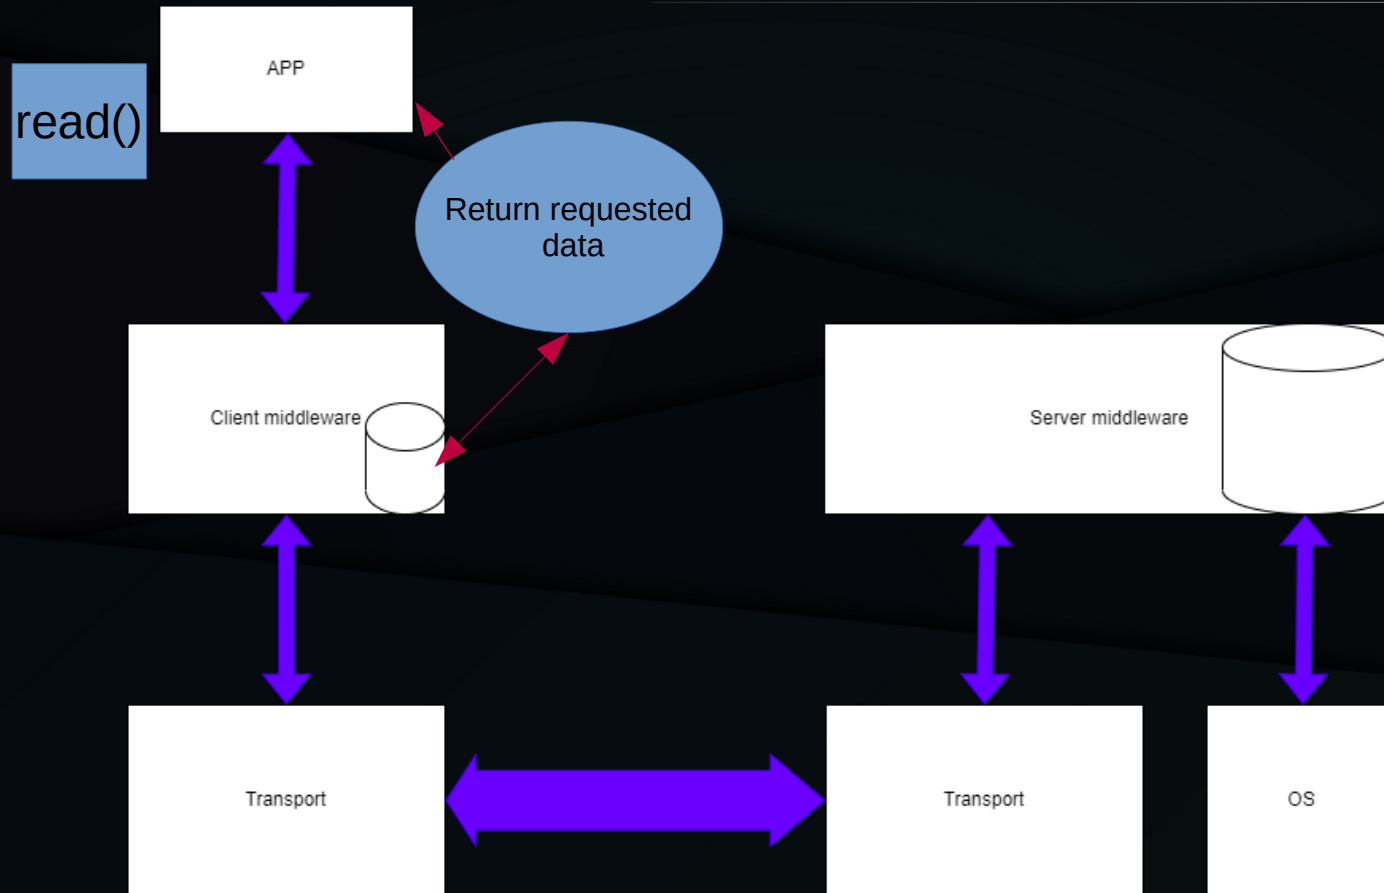 APP
read()
Return requested
data
Client middleware
Server middleware
Transport
Transport
OS